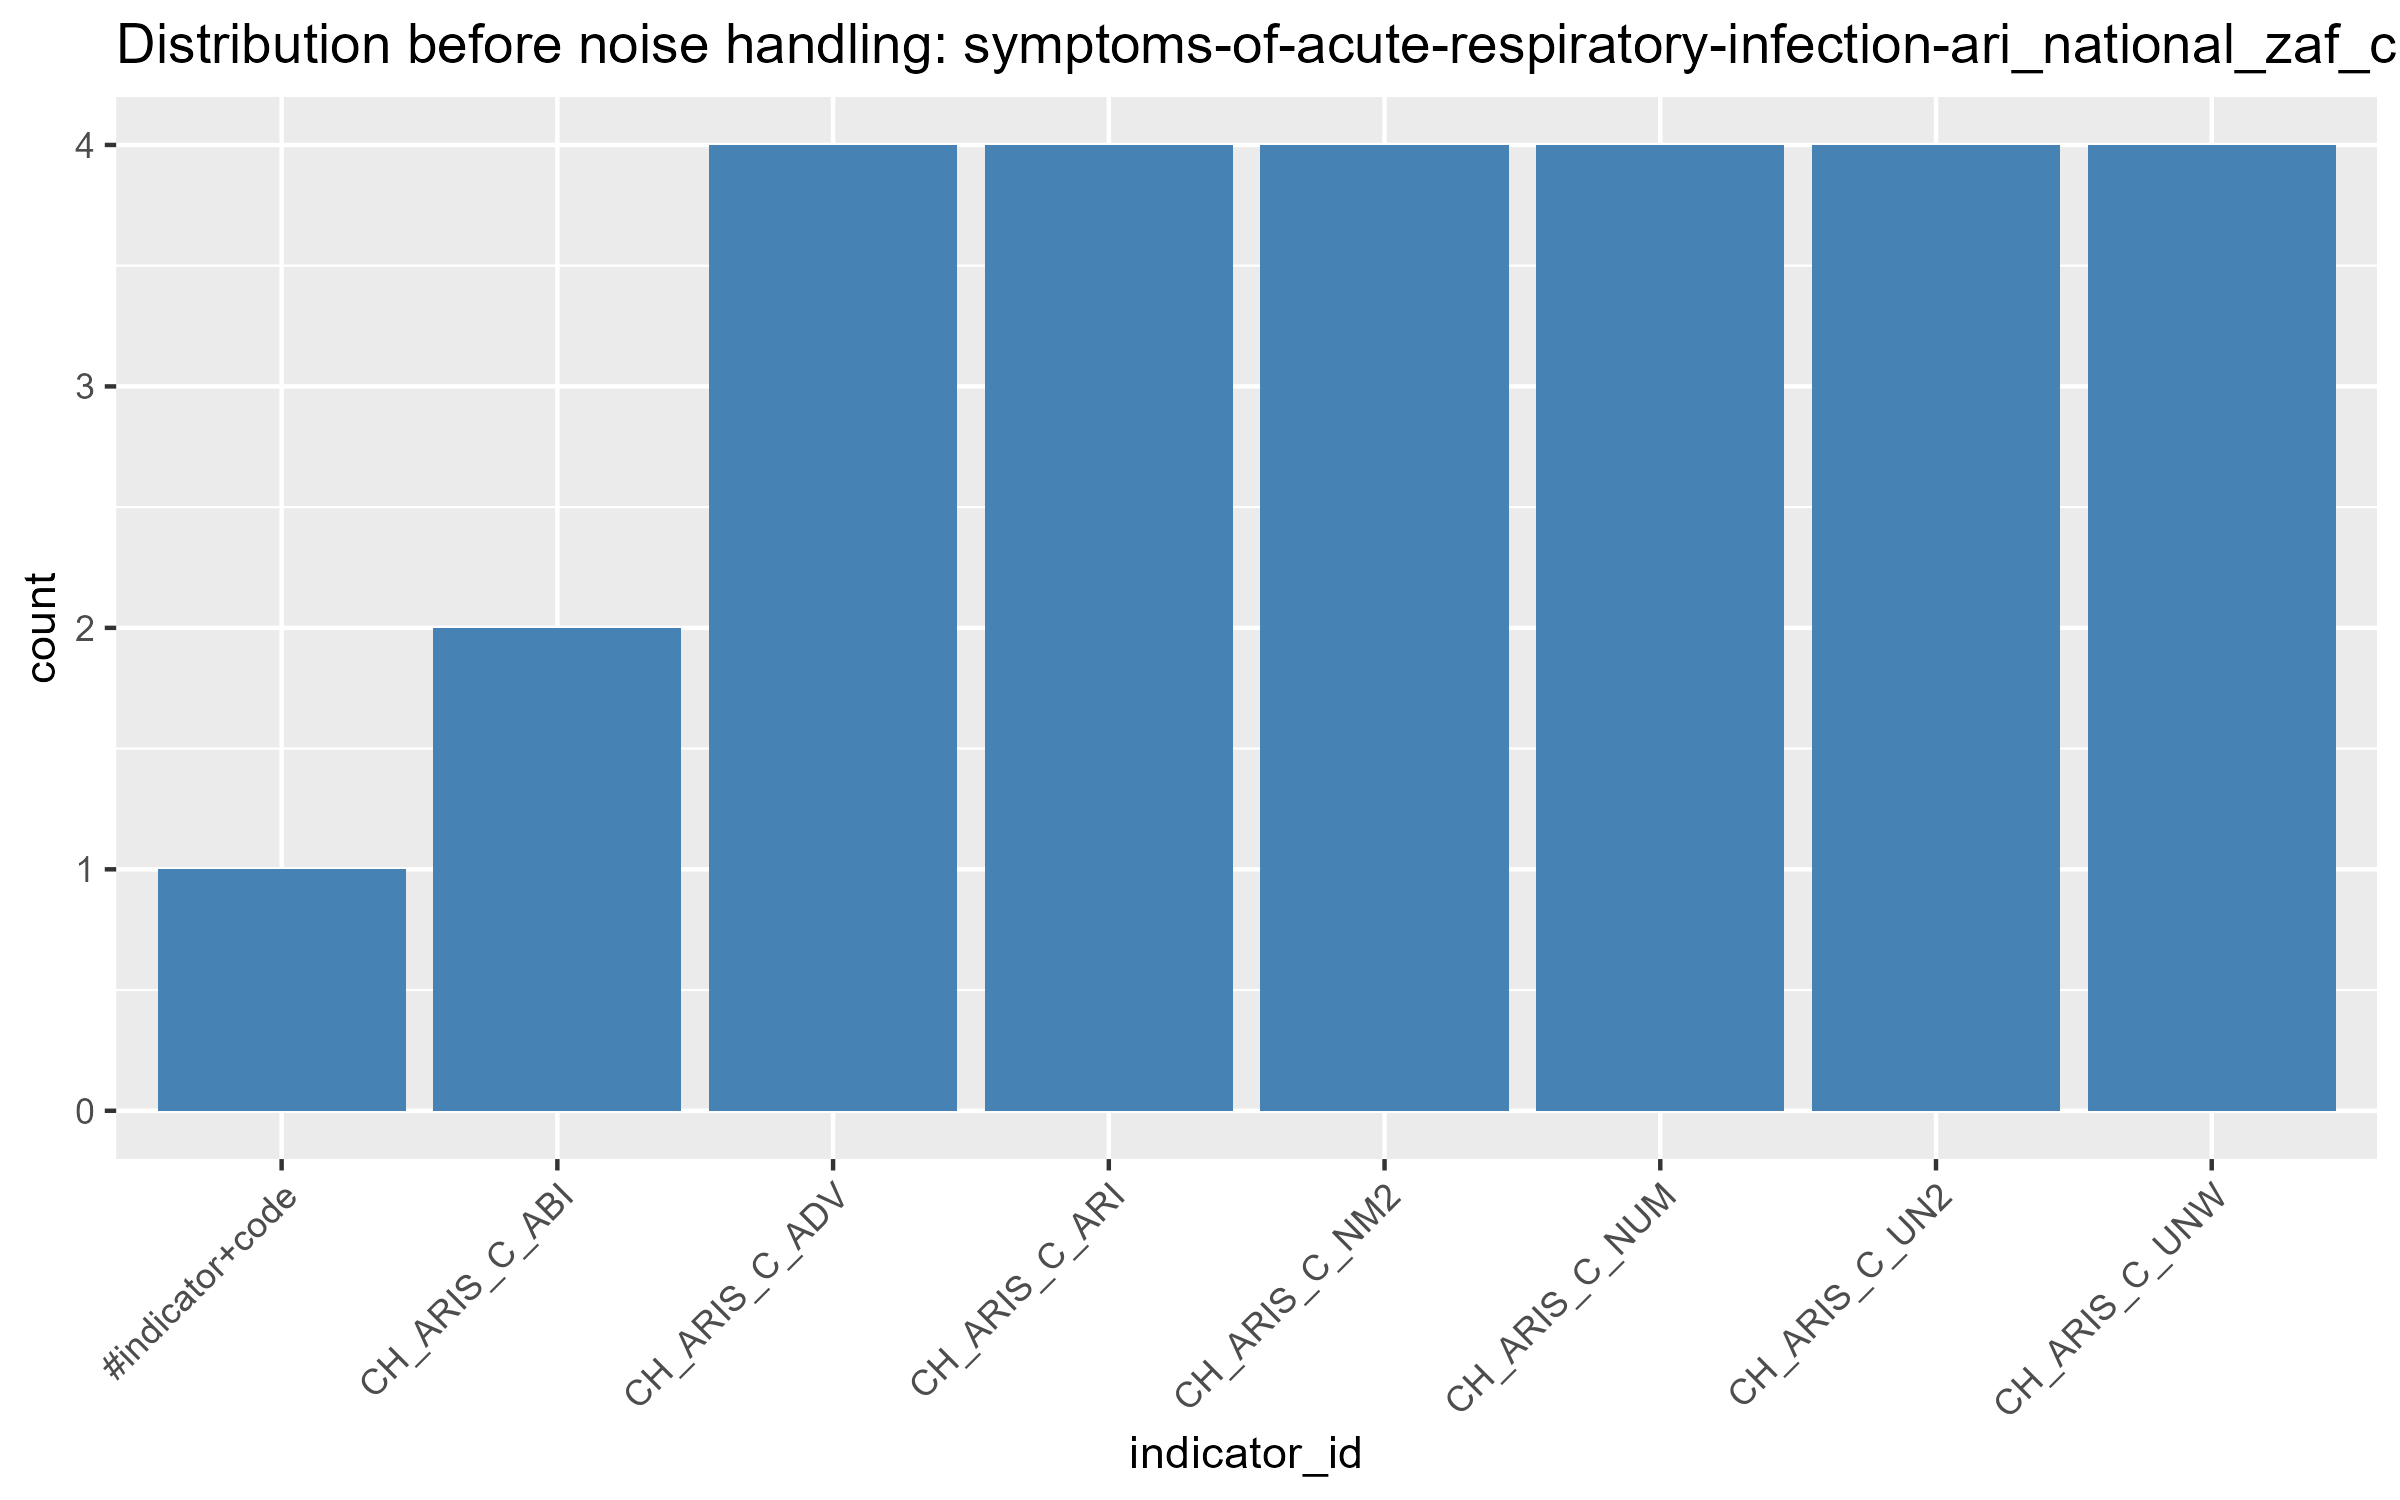 Distribution before noise handling: symptoms-of-acute-respiratory-infection-ari_national_zaf_c
4
3
2
1
0
count
#indicator+code
CH_ARIS_C_ABI
CH_ARIS_C_ADV
CH_ARIS_C_ARI
CH_ARIS_C_NM2
CH_ARIS_C_NUM
CH_ARIS_C_UN2
CH_ARIS_C_UNW
indicator_id